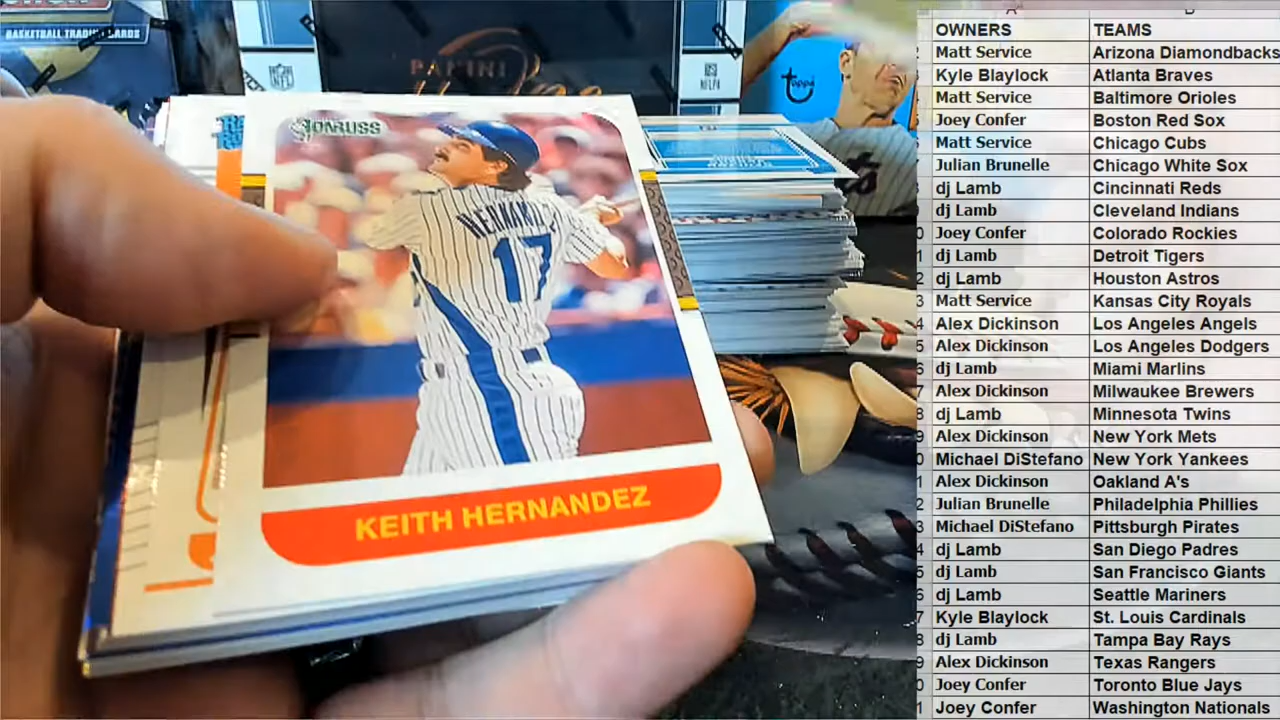 BASKETBALL TRADING CARDS
PANINI
NFL
NFLPA
topps
DONRUSS
HERNANDEZ
17
KEITH HERNANDEZ
OWNERS TEAMS
Matt Service Arizona Diamondbacks
Kyle Blaylock Atlanta Braves
Matt Service Baltimore Orioles
Joey Confer Boston Red Sox
Matt Service Chicago Cubs
Julian Brunelle Chicago White Sox
dj Lamb Cincinnati Reds
dj Lamb Cleveland Indians
Joey Confer Colorado Rockies
dj Lamb Detroit Tigers
dj Lamb Houston Astros
Matt Service Kansas City Royals
Alex Dickinson Los Angeles Angels
Alex Dickinson Los Angeles Dodgers
dj Lamb Miami Marlins
Alex Dickinson Milwaukee Brewers
dj Lamb Minnesota Twins
Alex Dickinson New York Mets
Michael DiStefano New York Yankees
Alex Dickinson Oakland A's
Julian Brunelle Philadelphia Phillies
Michael DiStefano Pittsburgh Pirates
dj Lamb San Diego Padres
dj Lamb San Francisco Giants
dj Lamb Seattle Mariners
Kyle Blaylock St. Louis Cardinals
dj Lamb Tampa Bay Rays
Alex Dickinson Texas Rangers
Joey Confer Toronto Blue Jays
Joey Confer Washington Nationals